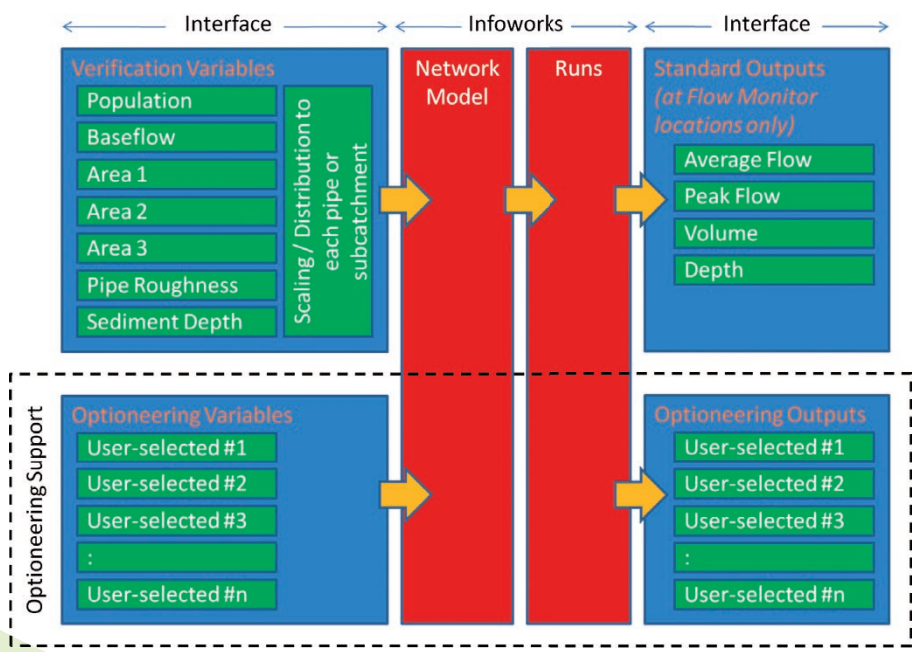 Interface
Infoworks
Interface
Verification Variables
Population
Baseflow
Area 1
Area 2
Area 3
Pipe Roughness
Sediment Depth
Scaling / Distribution to
each pipe or
subcatchment
Network
Model
Runs
Standard Outputs
(at Flow Monitor
locations only)
Average Flow
Peak Flow
Volume
Depth
Optioneering Support
Optioneering Variables
User-selected #1
User-selected #2
User-selected #3
:
User-selected #n
Optioneering Outputs
User-selected #1
User-selected #2
User-selected #3
:
User-selected #n